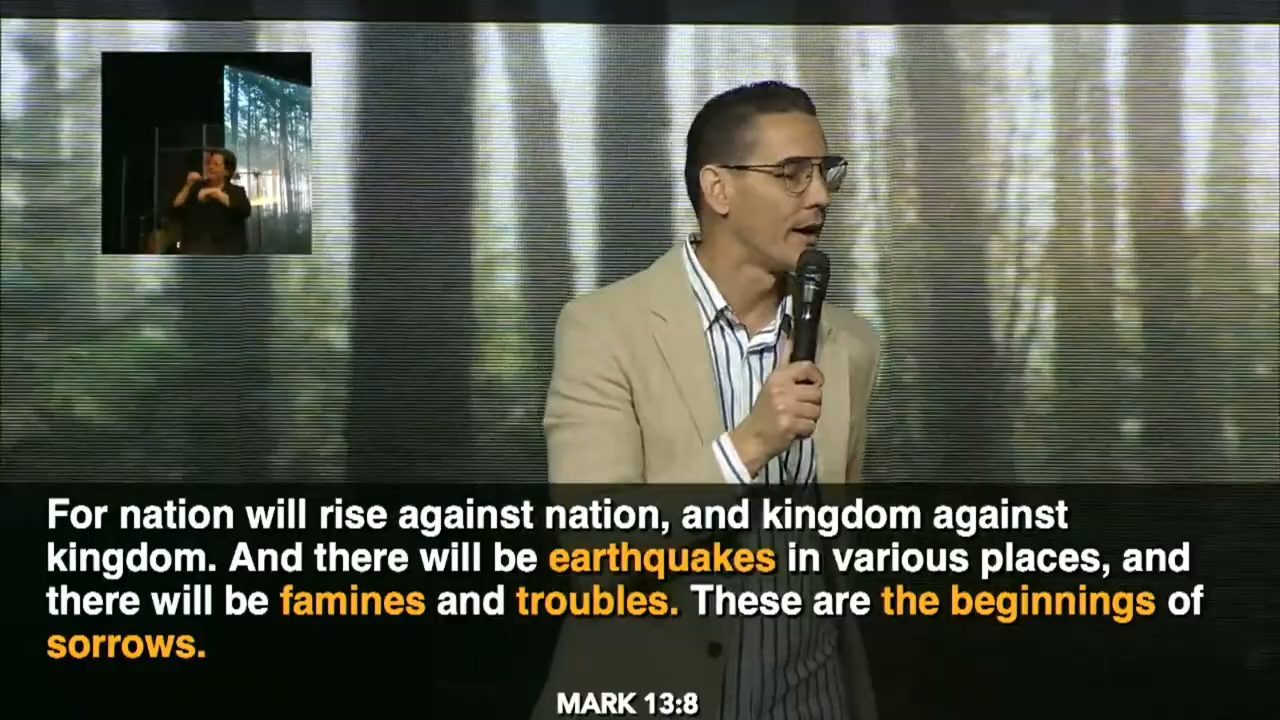 For nation will rise against nation, and kingdom against
kingdom. And there will be earthquakes in various places, and
there will be famines and troubles. These are the beginnings of
sorrows.
MARK 13:8